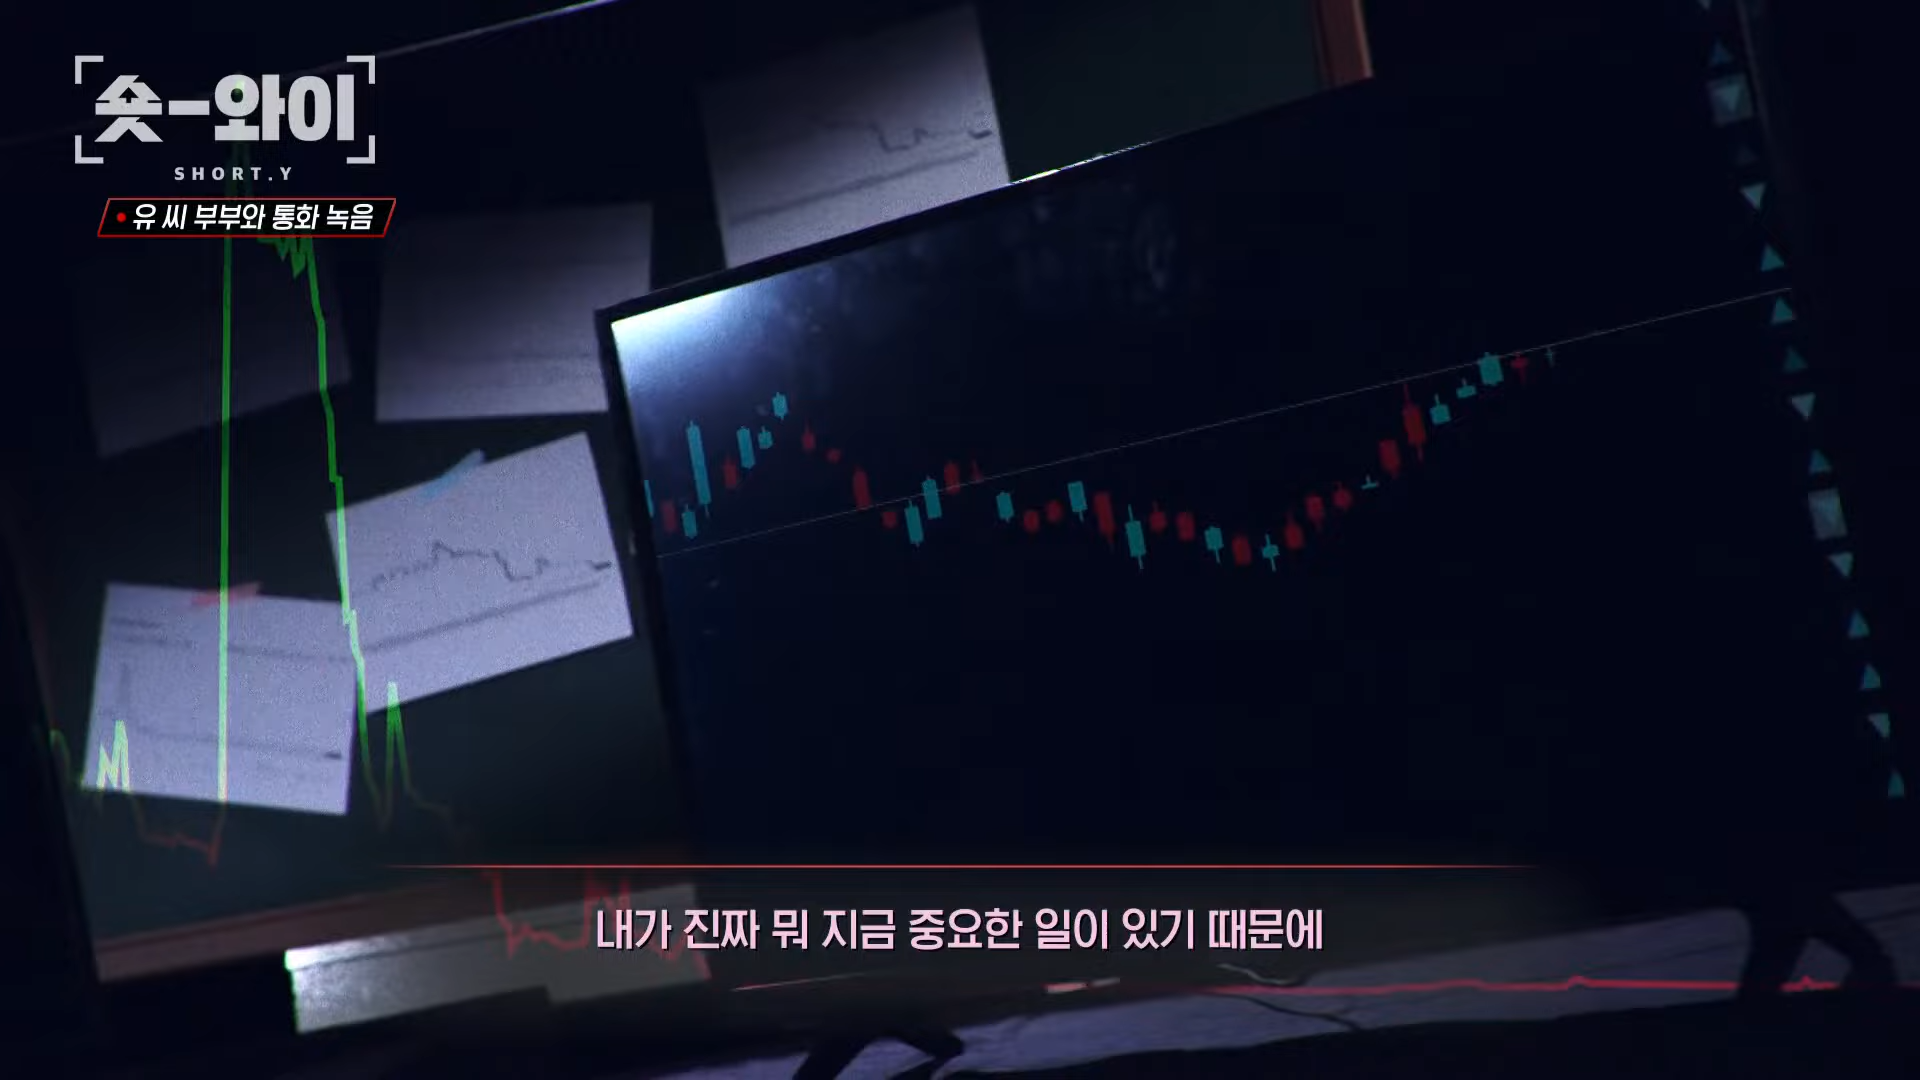 숏-와이
SHORT.Y
유 씨 부부와 통화 녹음
내가 진짜 뭐 지금 중요한 일이 있기 때문에